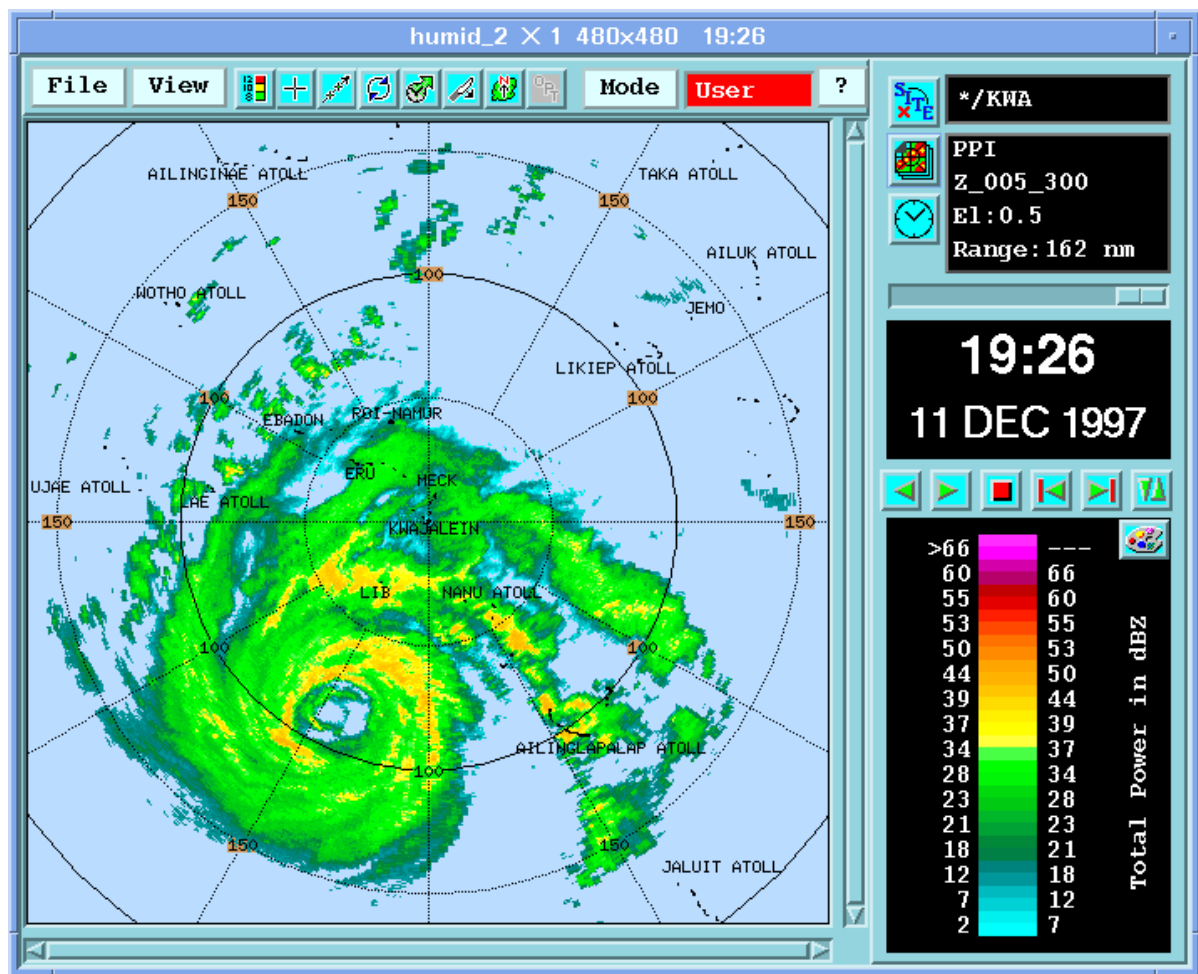 humid_2 X 1 480x480 19:26
File View Mode User ?
SITE */KWA
PPI
Z_005_300
El:0.5
Range:162 nm
19:26
11 DEC 1997
AILINGINAE ATOLL
TAKA ATOLL
150 150
AILUK ATOLL
100
WOTHO ATOLL
JEMO
LIKIEP ATOLL
100 100
ROI-NAMUR
EBADON
ERU
MECK
UJAE ATOLL
LAE ATOLL
150 KWAJALEIN 150
LIB NANU ATOLL
100 100
AILINGLAPALAP ATOLL
100
150 150
JALUIT ATOLL
>66 ---
60 66
55 60
53 55
50 53
44 50
39 44
37 39
34 37
28 34
23 28
21 23
18 21
12 18
7 12
2 7
Total Power in dBZ